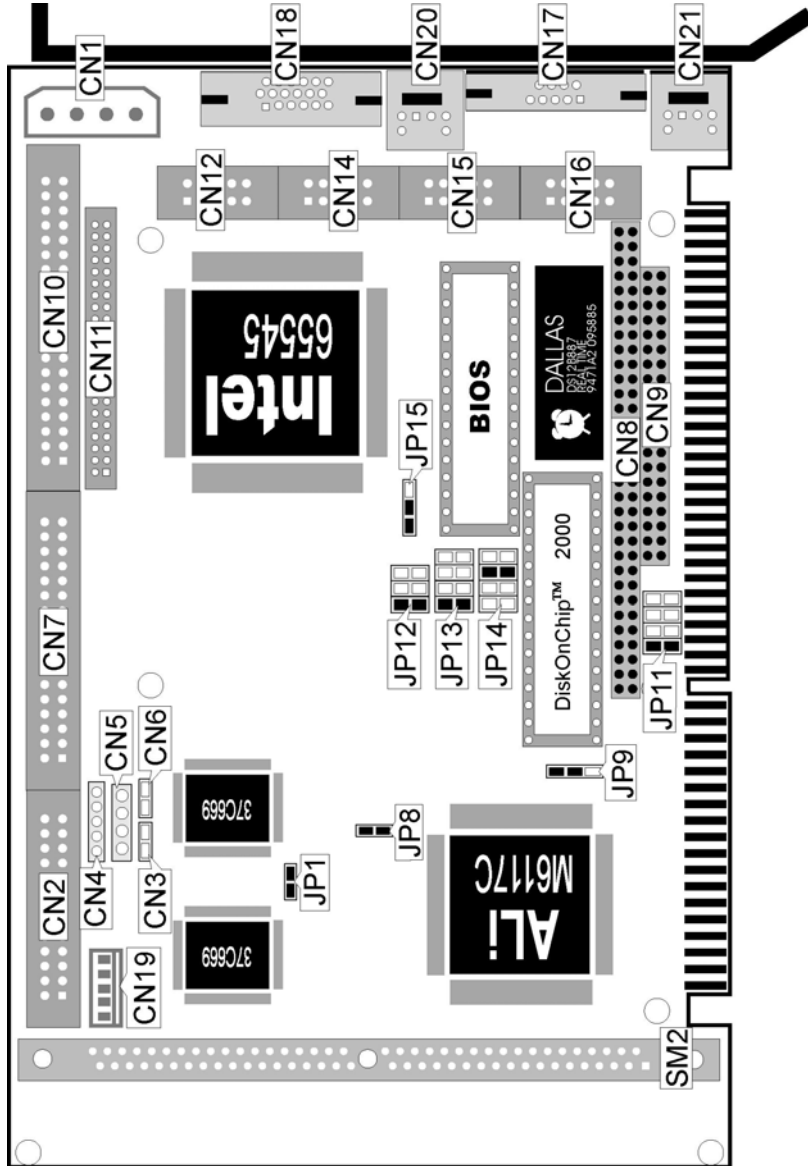 CN1
CN18
CN20
CN17
CN21
CN12
CN14
CN15
CN16
CN10
CN11
Intel
65545
BIOS
DALLAS
DS12B887
REAL TIME
9471A2 095885
CN8
CN9
JP15
DiskOnChip™ 2000
JP12
JP13
JP14
JP11
CN7
CN5
CN6
CN4
CN3
CN2
CN19
37C669
37C669
JP1
JP8
JP9
ALi
M6117C
SM2